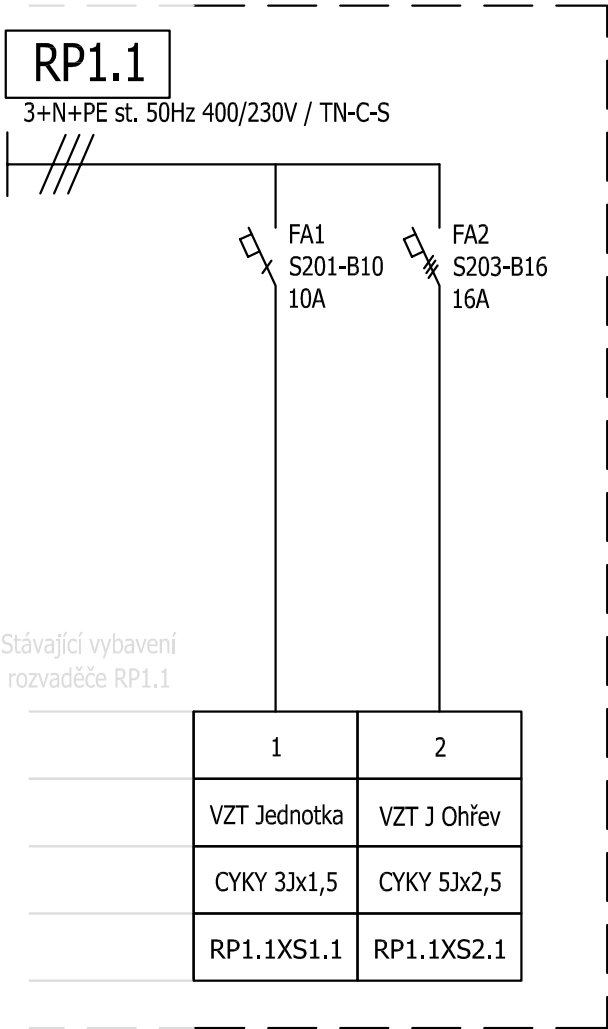 RP1.1
3+N+PE st. 50Hz 400/230V / TN-C-S
FA1
S201-B10
10A
FA2
S203-B16
16A
Stávající vybavení
rozvaděče RP1.1
1
2
VZT Jednotka
VZT J Ohřev
CYKY 3Jx1,5
CYKY 5Jx2,5
RP1.1XS1.1
RP1.1XS2.1